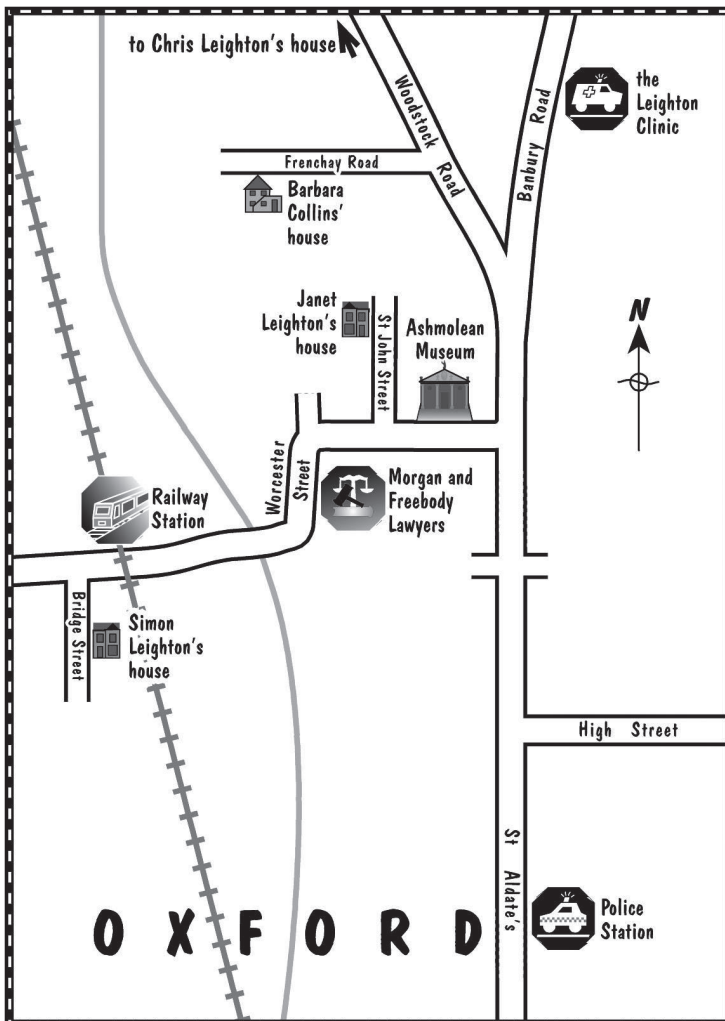 to Chris Leighton's house
Woodstock Road
Banbury Road
the
Leighton
Clinic
Frenchay Road
Barbara
Collins'
house
Janet
Leighton's
house
St John Street
Ashmolean
Museum
N
Worcester
Street
Railway
Station
Morgan and
Freebody
Lawyers
Bridge Street
Simon
Leighton's
house
High Street
St Aldate's
Police
Station
OXFORD